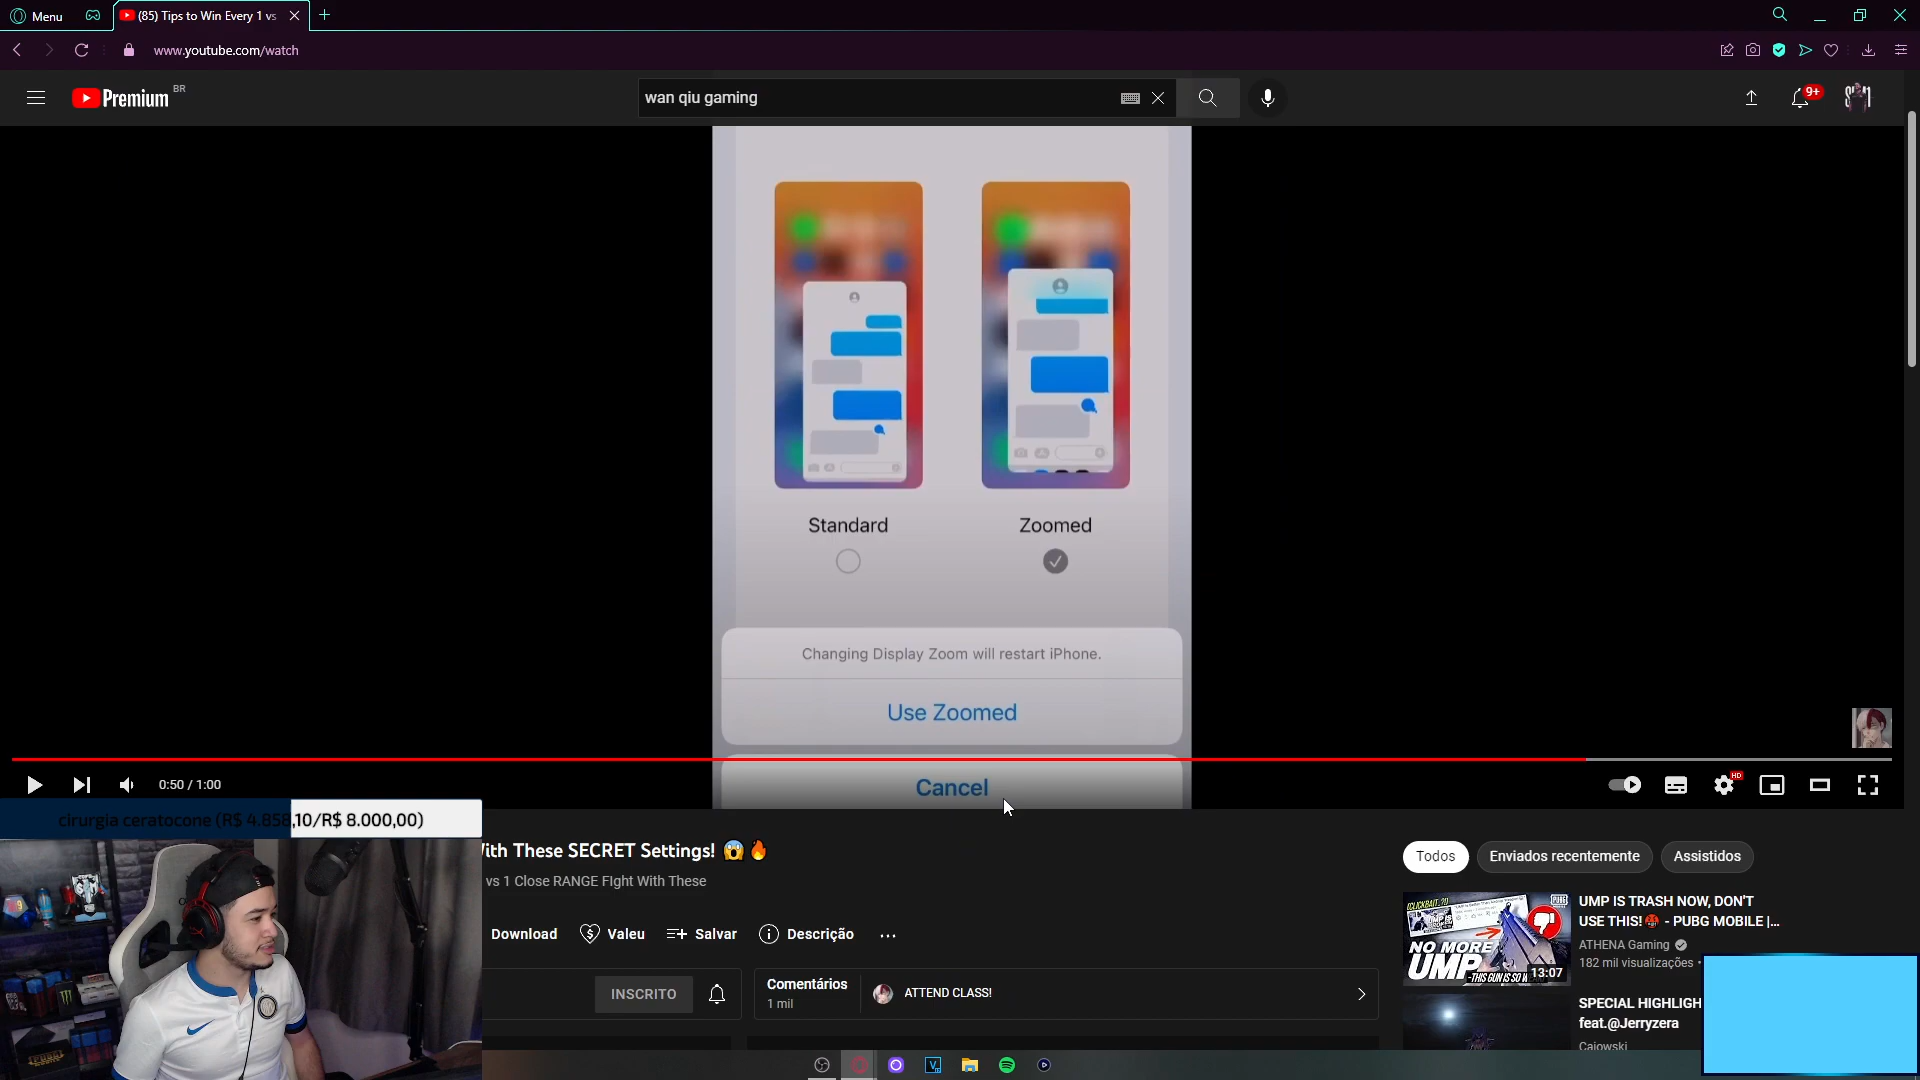 Menu
(85) Tips to Win Every 1 vs
www.youtube.com/watch
Premium BR
wan qiu gaming
9+
Standard
Zoomed
Changing Display Zoom will restart iPhone.
Use Zoomed
Cancel
0:50 / 1:00
HD
cirurgia ceratocone (R$ 4.858,10/R$ 8.000,00)
With These SECRET Settings! 😱🔥
vs 1 Close RANGE FIght With These
Download
Valeu
Salvar
Descrição
...
INSCRITO
Comentários
1 mil
ATTEND CLASS!
Todos
Enviados recentemente
Assistidos
NO MORE
UMP
13:07
UMP IS TRASH NOW, DON'T
USE THIS!🤬 - PUBG MOBILE |...
ATHENA Gaming
182 mil visualizações •
SPECIAL HIGHLIGH
feat.@Jerryzera
Caiowski